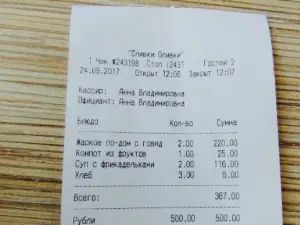 "Сливки Оливки"
1 Чек #243188 Стол :2431 Гостей 2
24.09.2017 Открыт 12:06 Закрыт 12:07
Кассир: Анна Владимировна
Официант: Анна Владимировна
Блюдо Кол-во Сумма
Жаркое по-дом с говяд 2.00 220.00
Компот из фруктов 1.00 25.00
Суп с фрикадельками 2.00 116.00
Хлеб 3.00 6.00
Всего: 367.00
Рубли 500.00 500.00